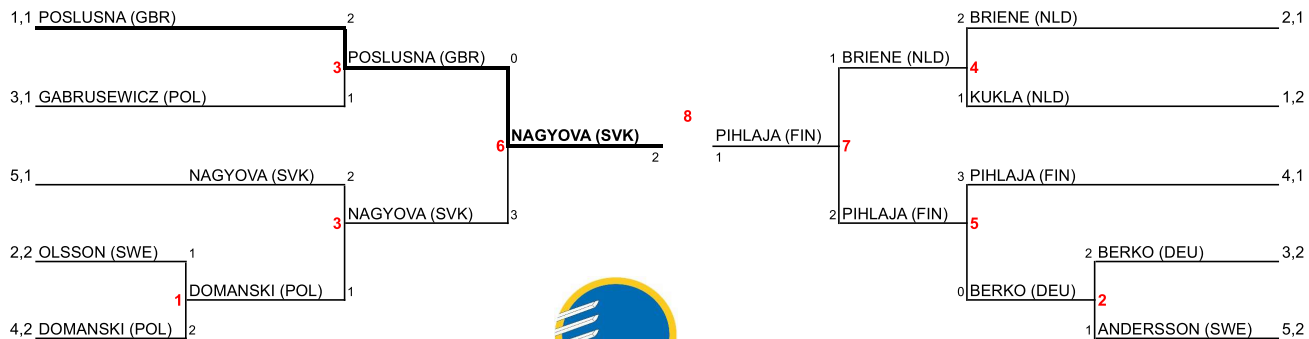 1,1 POSLUSNA (GBR) 2 2 BRIENE (NLD) 2,1
3 POSLUSNA (GBR) 0 1 BRIENE (NLD) 4
3,1 GABRUSEWICZ (POL) 1 1 KUKLA (NLD) 1,2
8
6 NAGYOVA (SVK) PIHLAJA (FIN) 7
2 1
5,1 NAGYOVA (SVK) 2 3 PIHLAJA (FIN) 4,1
3 NAGYOVA (SVK) 3 2 PIHLAJA (FIN) 5
2,2 OLSSON (SWE) 1 2 BERKO (DEU) 3,2
1 DOMANSKI (POL) 1 0 BERKO (DEU) 2
4,2 DOMANSKI (POL) 2 1 ANDERSSON (SWE) 5,2